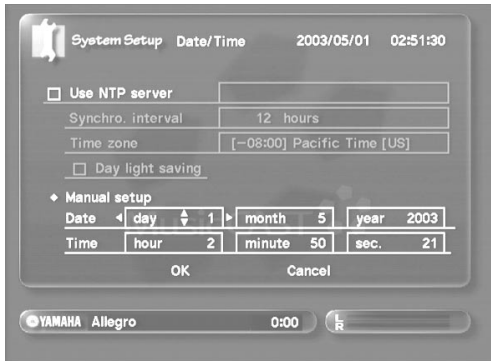 System Setup Date/Time 2003/05/01 02:51:30
Use NTP server
Synchro. interval 12 hours
Time zone [-08:00] Pacific Time [US]
Day light saving
Manual setup
Date day 1 month 5 year 2003
Time hour 2 minute 50 sec. 21
OK Cancel
YAMAHA Allegro 0:00 L
R